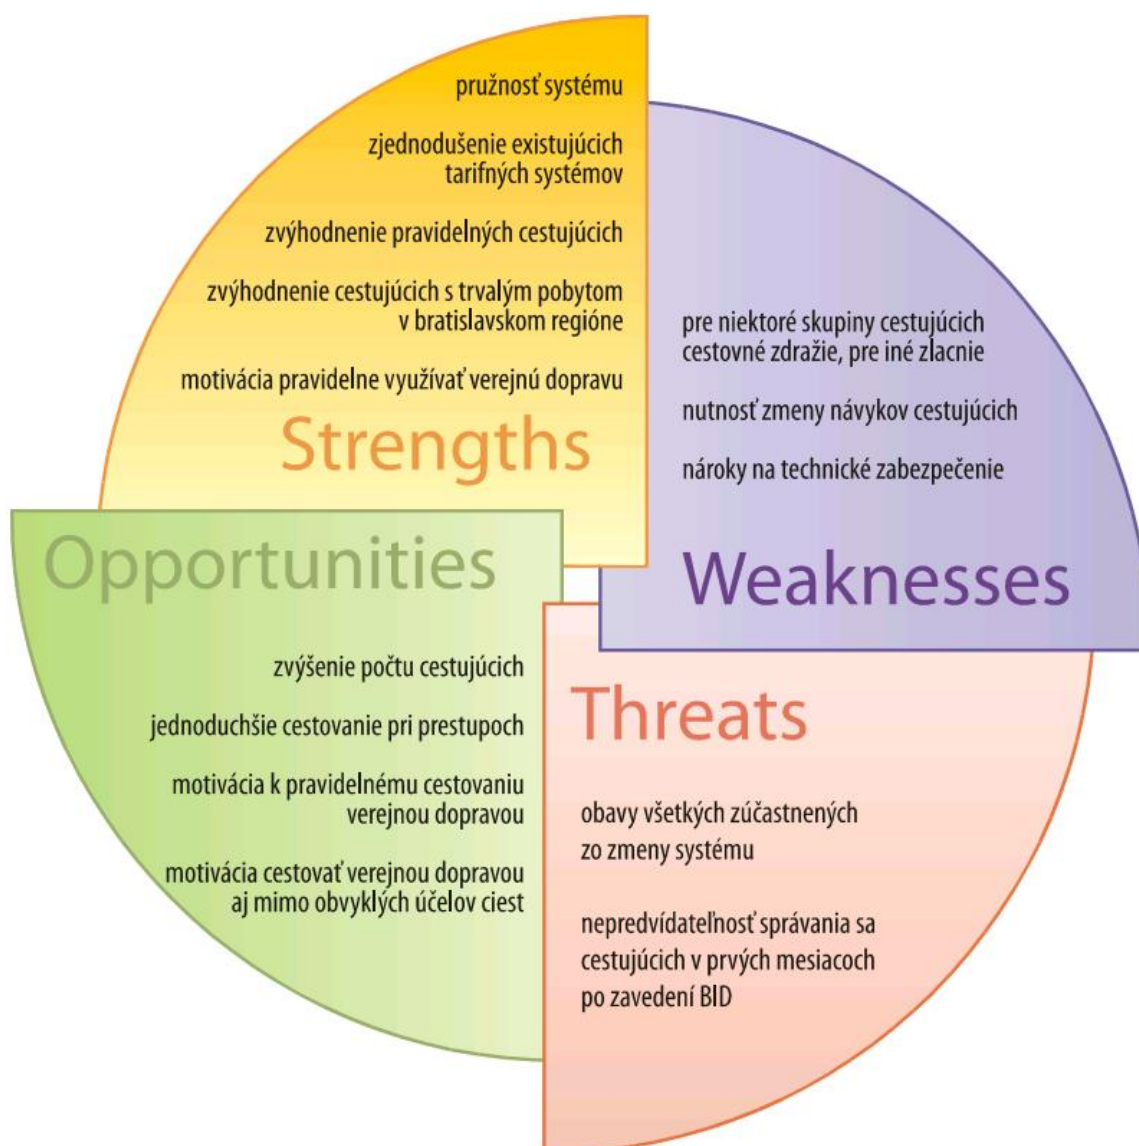 pružnosť systému
zjednodušenie existujúcich
tarifných systémov
zvýhodnenie pravidelných cestujúcich
zvýhodnenie cestujúcich s trvalým pobytom
v bratislavskom regióne
motivácia pravidelne využívať verejnú dopravu
Strengths
pre niektoré skupiny cestujúcich
cestovné zdražie, pre iné zlacnie
nutnosť zmeny návykov cestujúcich
nároky na technické zabezpečenie
Weaknesses
Opportunities
zvýšenie počtu cestujúcich
jednoduchšie cestovanie pri prestupoch
motivácia k pravidelnému cestovaniu
verejnou dopravou
motivácia cestovať verejnou dopravou
aj mimo obvyklých účelov ciest
Threats
obavy všetkých zúčastnených
zo zmeny systému
nepredvídateľnosť správania sa
cestujúcich v prvých mesiacoch
po zavedení BID